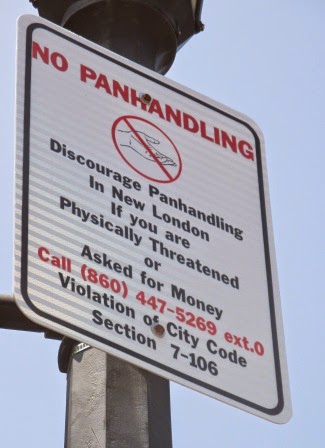 NO PANHANDLING
Discourage Panhandling
In New London
If you are
Physically Threatened
or
Asked for Money
Call (860) 447-5269 ext.0
Violation of City Code
Section 7-106